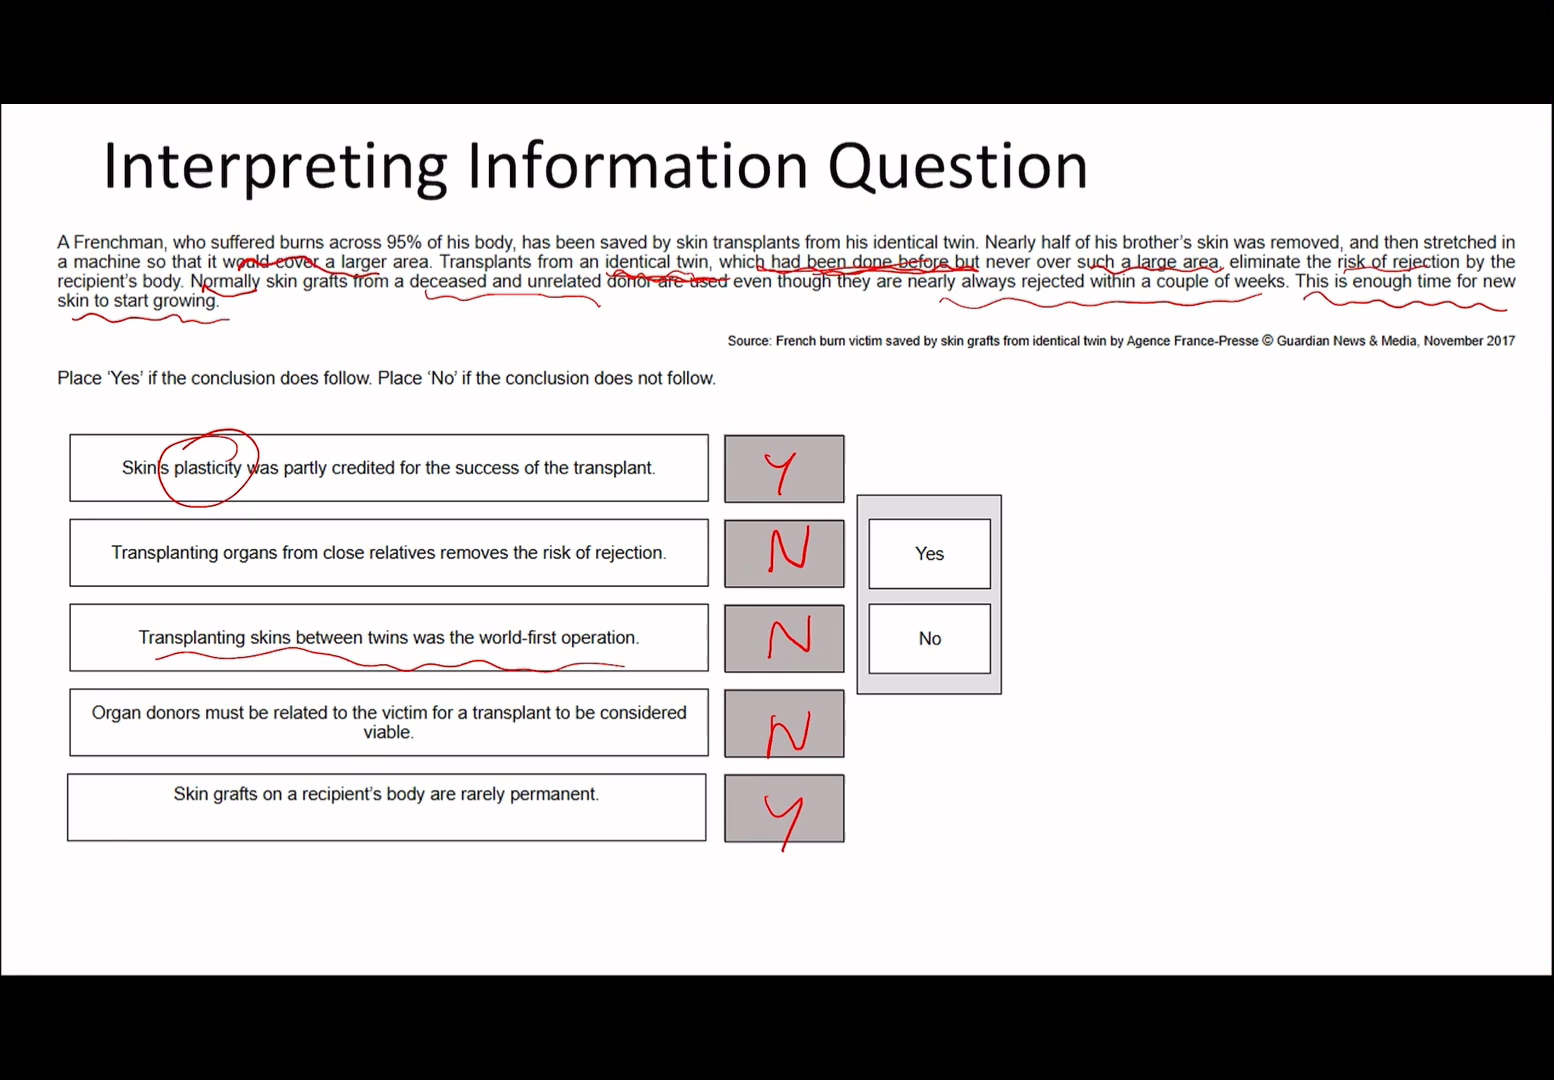 Interpreting Information Question
A Frenchman, who suffered burns across 95% of his body, has been saved by skin transplants from his identical twin. Nearly half of his brother's skin was removed, and then stretched in
a machine so that it would cover a larger area. Transplants from an identical twin, which had been done before but never over such a large area, eliminate the risk of rejection by the
recipient's body. Normally skin grafts from a deceased and unrelated donor are used even though they are nearly always rejected within a couple of weeks. This is enough time for new
skin to start growing.
Source: French burn victim saved by skin grafts from identical twin by Agence France-Presse © Guardian News & Media, November 2017
Place 'Yes' if the conclusion does follow. Place 'No' if the conclusion does not follow.
Skin's plasticity was partly credited for the success of the transplant.
Y
Transplanting organs from close relatives removes the risk of rejection.
N
Yes
Transplanting skins between twins was the world-first operation.
N
No
Organ donors must be related to the victim for a transplant to be considered
viable.
N
Skin grafts on a recipient's body are rarely permanent.
Y